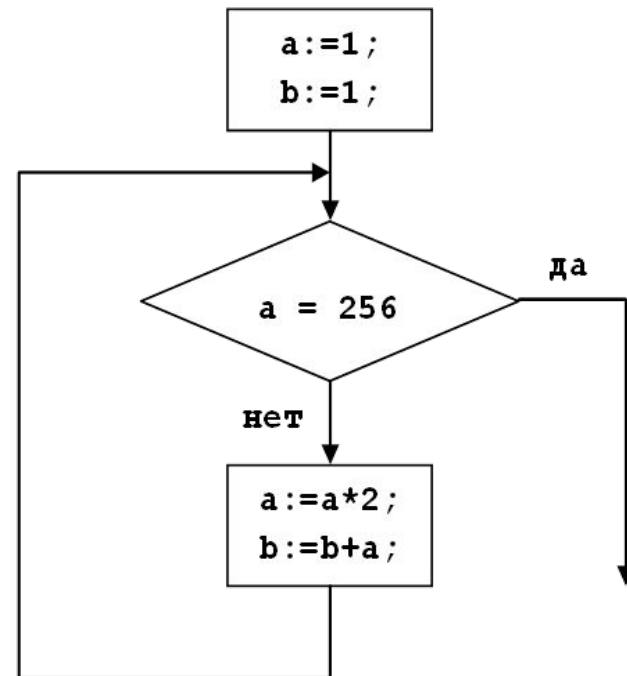 a:=1;
b:=1;
a = 256
да
нет
a:=a*2;
b:=b+a;